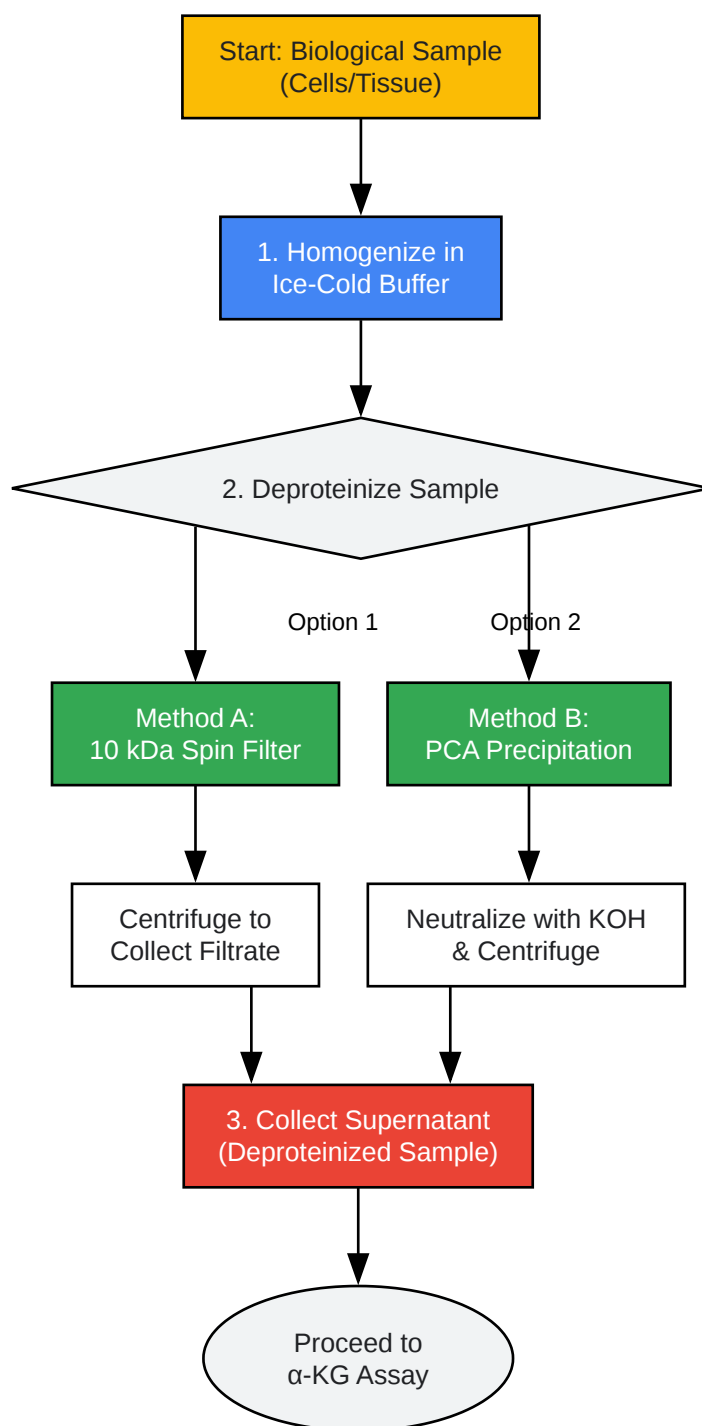 Start: Biological Sample
(Cells/Tissue)
1. Homogenize in
Ice-Cold Buffer
2. Deproteinize Sample
Option 1
Option 2
Method A:
10 kDa Spin Filter
Method B:
PCA Precipitation
Centrifuge to
Collect Filtrate
Neutralize with KOH
& Centrifuge
3. Collect Supernatant
(Deproteinized Sample)
Proceed to
α-KG Assay